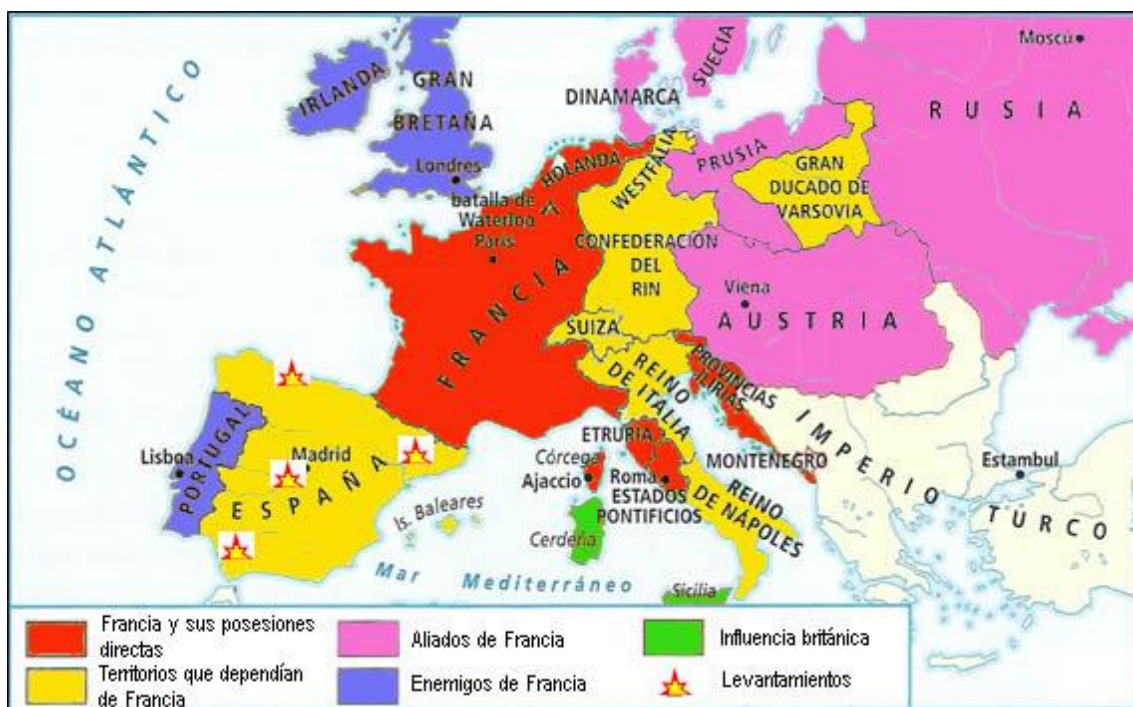 OCÉANO ATLÁNTICO
IRLANDA
GRAN
BRETAÑA
Londres
DINAMARCA
SUECIA
Moscú
RUSIA
HOLANDA
WESTFALIA
PRUSIA
GRAN
DUCADO DE
VARSOVIA
batalla de
Waterloo
París
FRANCIA
CONFEDERACIÓN
DEL
RIN
Viena
AUSTRIA
SUIZA
REINO
DE ITALIA
PROVINCIAS
ILIRIAS
IMPERIO
TURCO
Estambul
MONTENEGRO
ETRURIA
Córcega
Ajaccio
Roma
ESTADOS
PONTIFICIOS
REINO
DE NÁPOLES
Lisboa
PORTUGAL
Madrid
ESPAÑA
Is. Baleares
Cerdeña
Mar Mediterráneo
Sicilia
Francia y sus posesiones
directas
Aliados de Francia
Influencia británica
Territorios que dependían
de Francia
Enemigos de Francia
Levantamientos